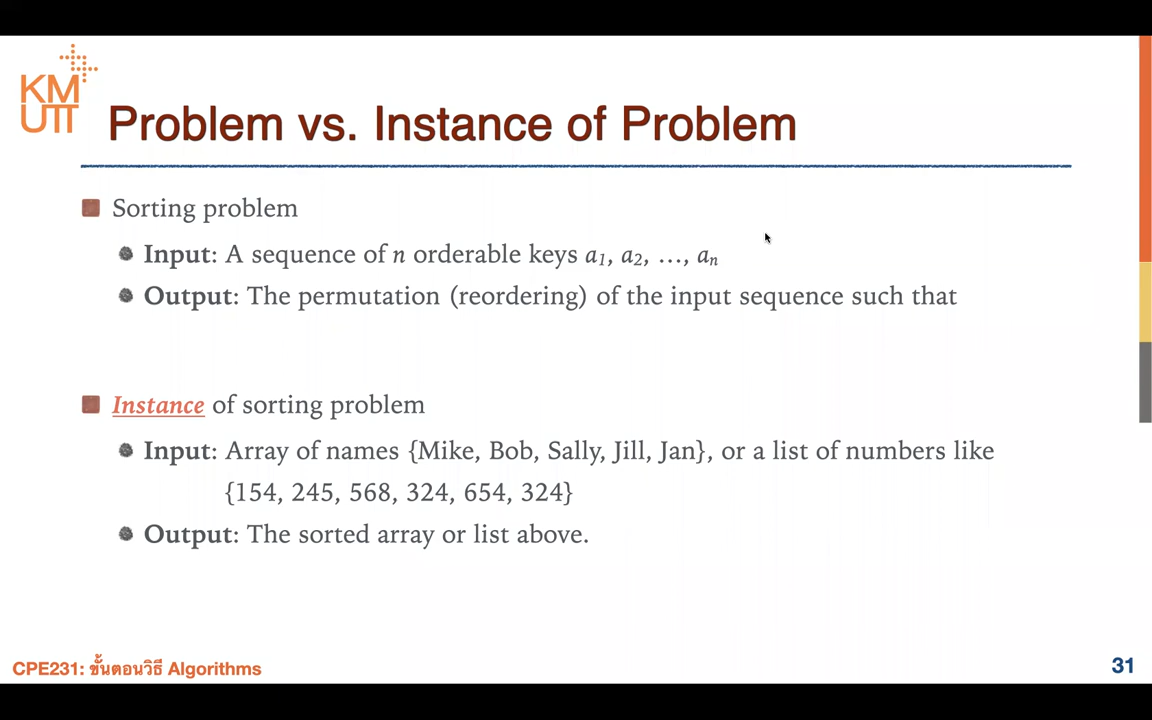 KM
UTT
Problem vs. Instance of Problem
Sorting problem
Input: A sequence of n orderable keys a₁, a₂, …, aₙ
Output: The permutation (reordering) of the input sequence such that
Instance of sorting problem
Input: Array of names {Mike, Bob, Sally, Jill, Jan}, or a list of numbers like
{154, 245, 568, 324, 654, 324}
Output: The sorted array or list above.
CPE231: ขั้นตอนวิธี Algorithms
31